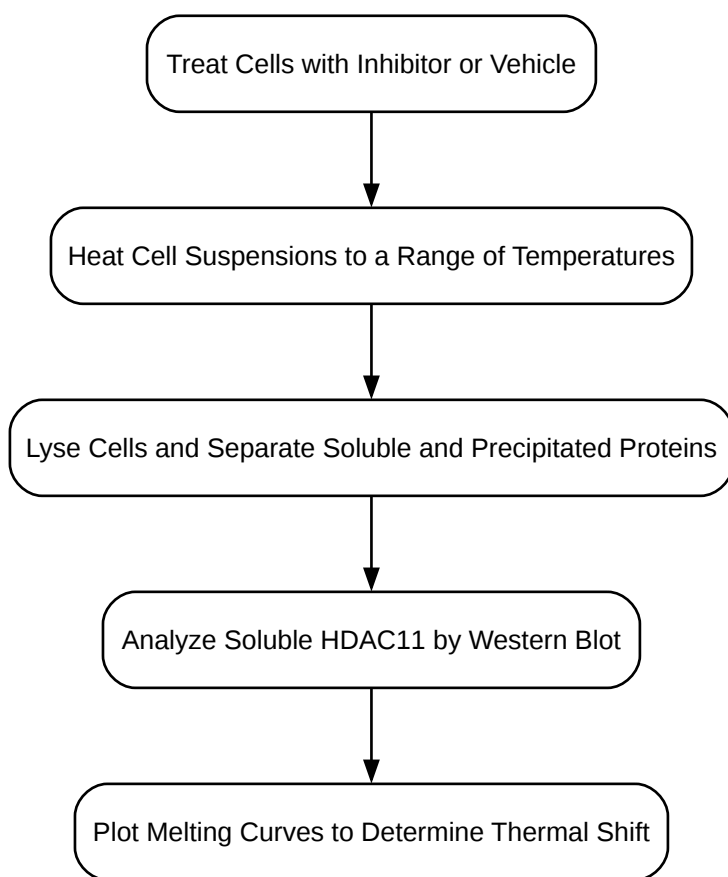 Treat Cells with Inhibitor or Vehicle
Heat Cell Suspensions to a Range of Temperatures
Lyse Cells and Separate Soluble and Precipitated Proteins
Analyze Soluble HDAC11 by Western Blot
Plot Melting Curves to Determine Thermal Shift